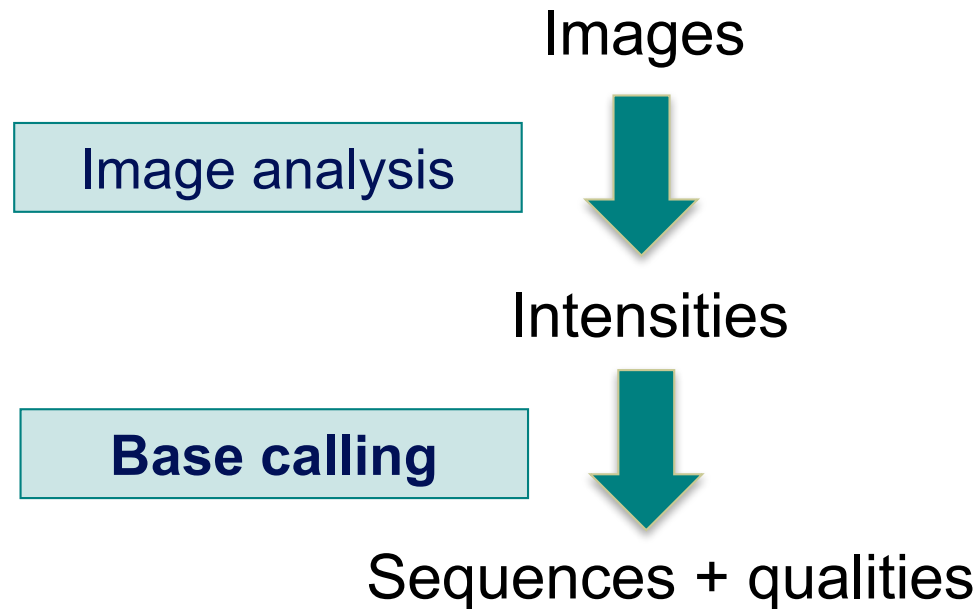 Images
Image analysis
Intensities
Base calling
Sequences + qualities